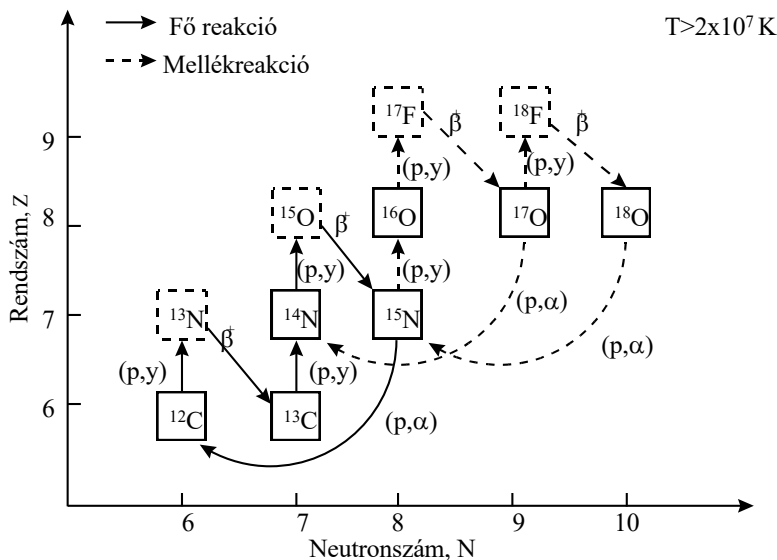 Fő reakció
T>2x10⁷ K
Mellékreakció
¹⁷F
¹⁸F
β⁺
β⁺
9
(p,y)
(p,y)
¹⁵O
¹⁶O
¹⁷O
¹⁸O
8
β⁺
(p,y)
(p,y)
¹³N
¹⁴N
¹⁵N
7
β⁺
(p,α)
(p,α)
(p,y)
(p,y)
¹²C
¹³C
6
(p,α)
Rendszám, Z
6 7 8 9 10
Neutronszám, N